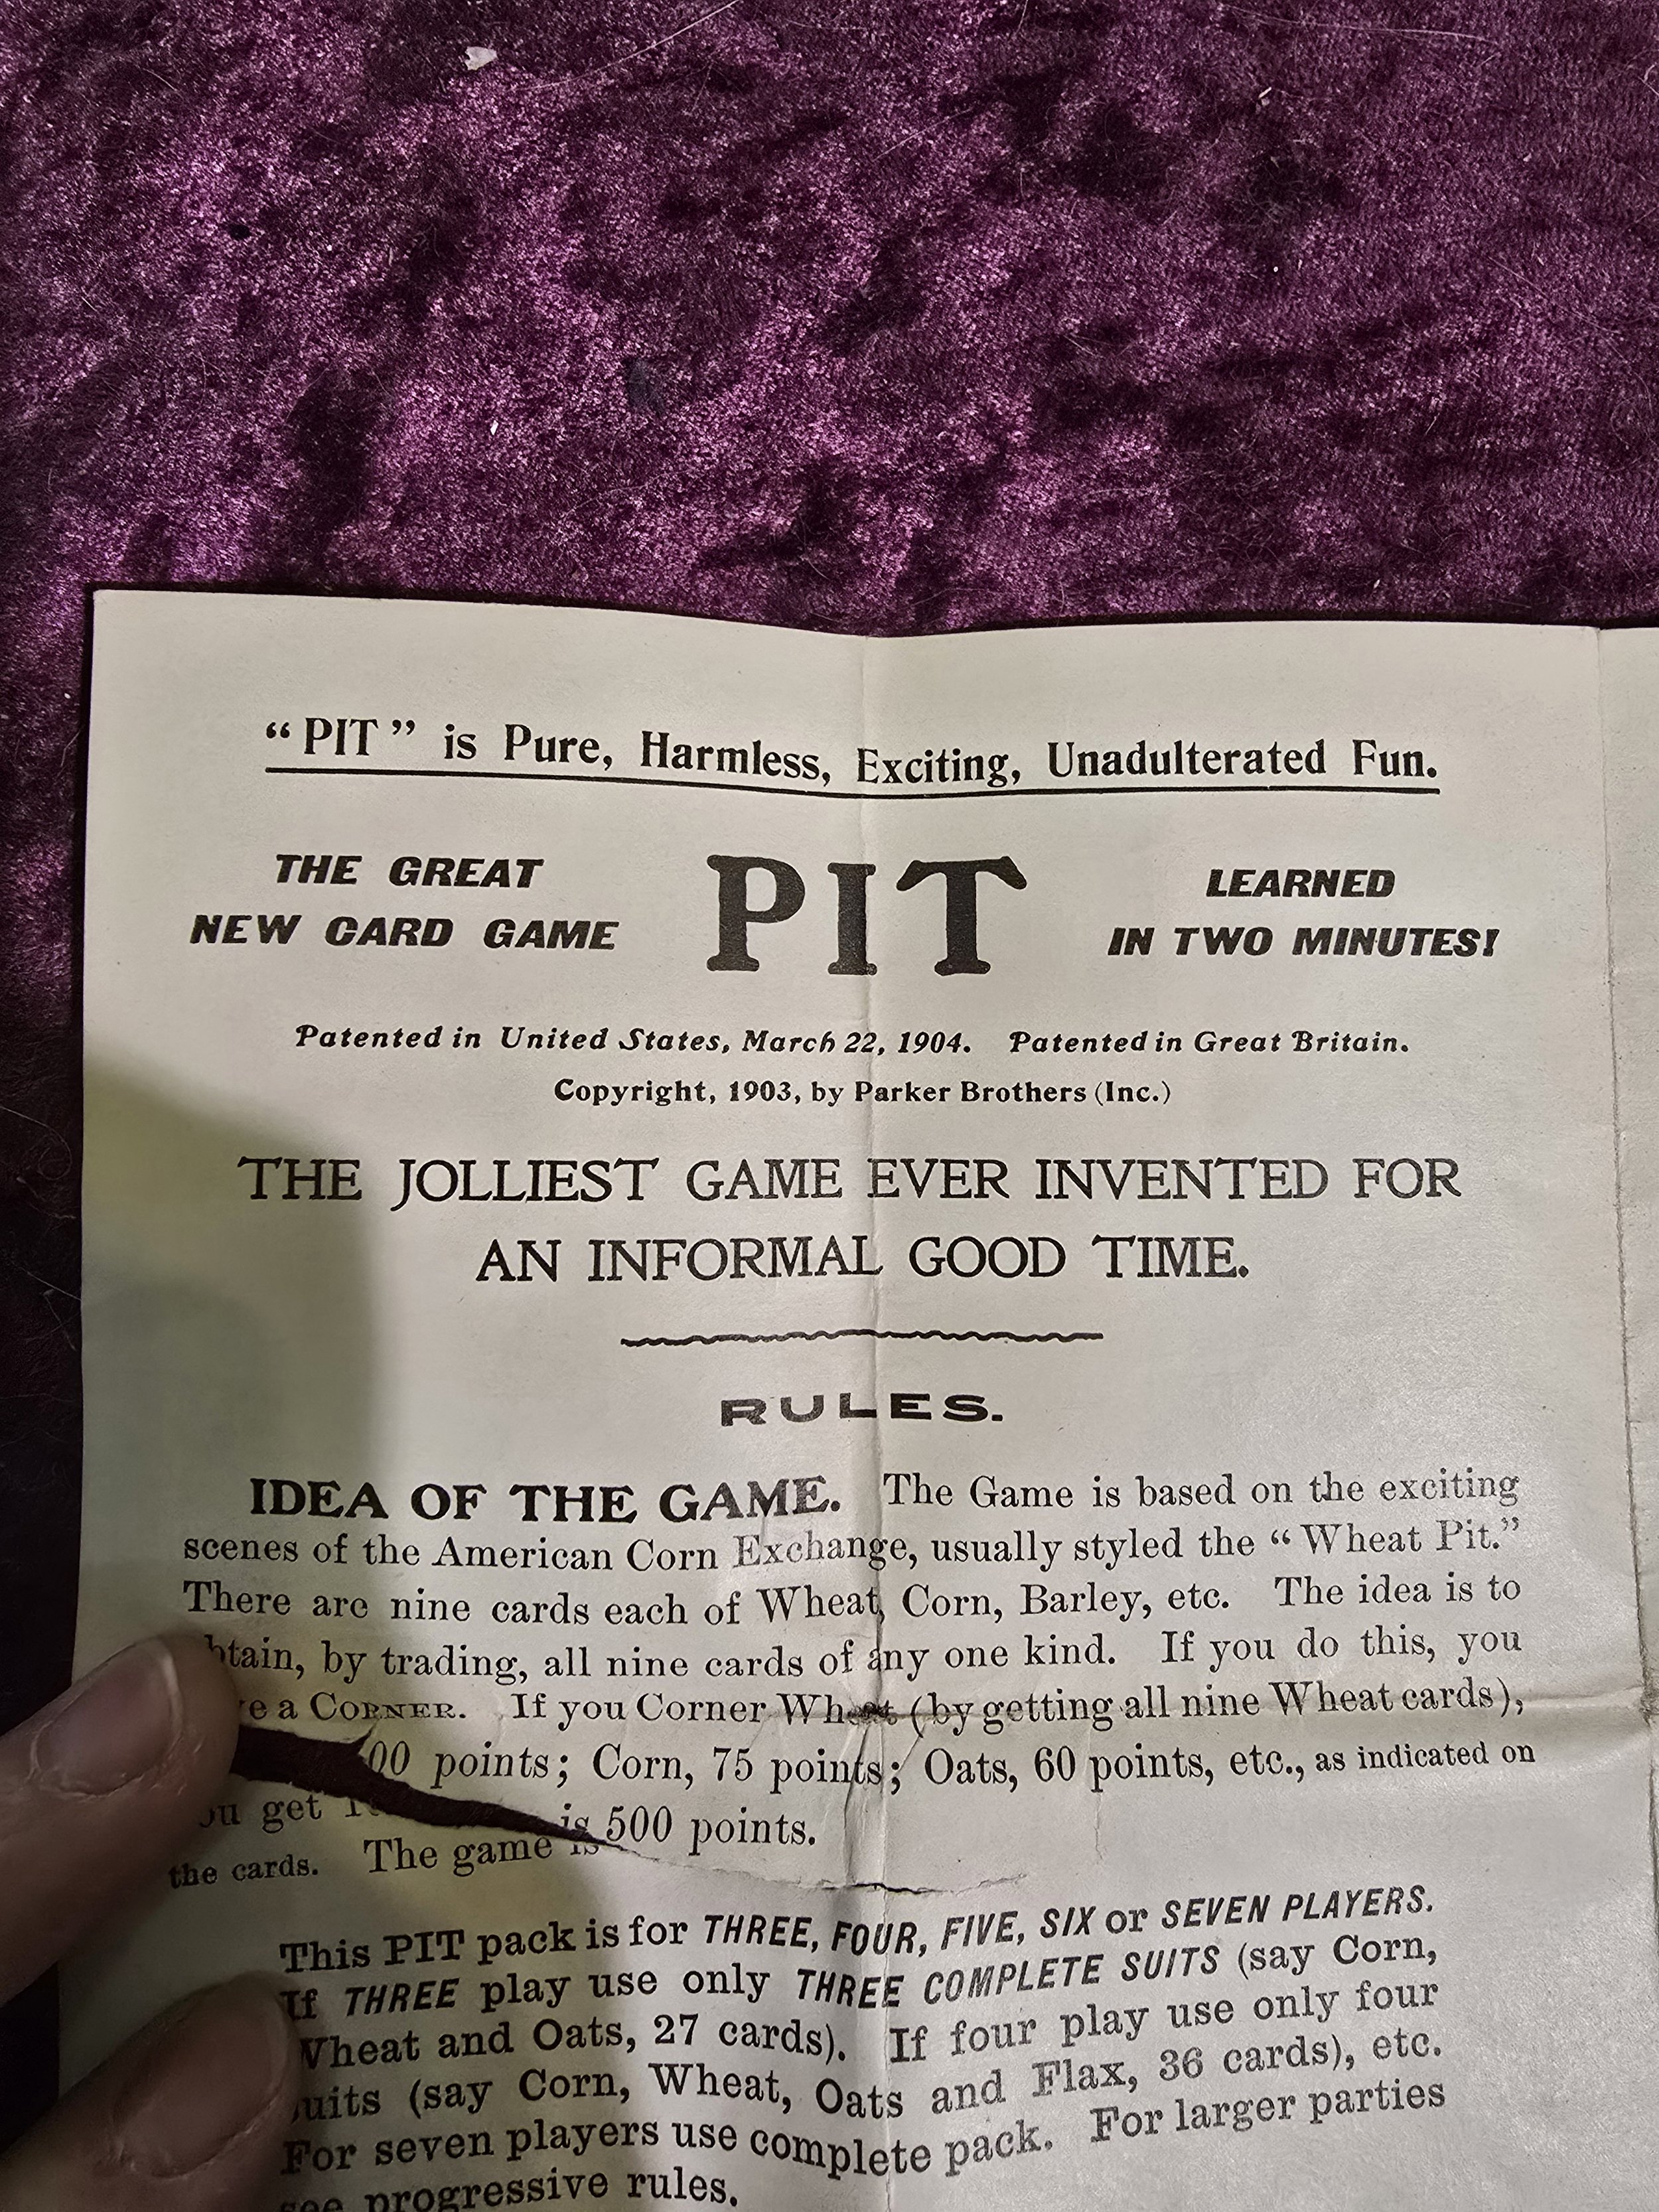 “PIT” is Pure, Harmless, Exciting, Unadulterated Fun.
THE GREAT
NEW CARD GAME
PIT
LEARNED
IN TWO MINUTES!
Patented in United States, March 22, 1904. Patented in Great Britain.
Copyright, 1903, by Parker Brothers (Inc.)
THE JOLLIEST GAME EVER INVENTED FOR
AN INFORMAL GOOD TIME.
RULES.
IDEA OF THE GAME. The Game is based on the exciting
scenes of the American Corn Exchange, usually styled the “Wheat Pit.”
There are nine cards each of Wheat, Corn, Barley, etc. The idea is to
obtain, by trading, all nine cards of any one kind. If you do this, you
a CORNER. If you Corner Wheat (by getting all nine Wheat cards),
you get 100 points; Corn, 75 points; Oats, 60 points, etc., as indicated on
the cards. The game is 500 points.
This PIT pack is for THREE, FOUR, FIVE, SIX or SEVEN PLAYERS.
If THREE play use only THREE COMPLETE SUITS (say Corn,
Wheat and Oats, 27 cards). If four play use only four
suits (say Corn, Wheat, Oats and Flax, 36 cards), etc.
For seven players use complete pack. For larger parties
see progressive rules.